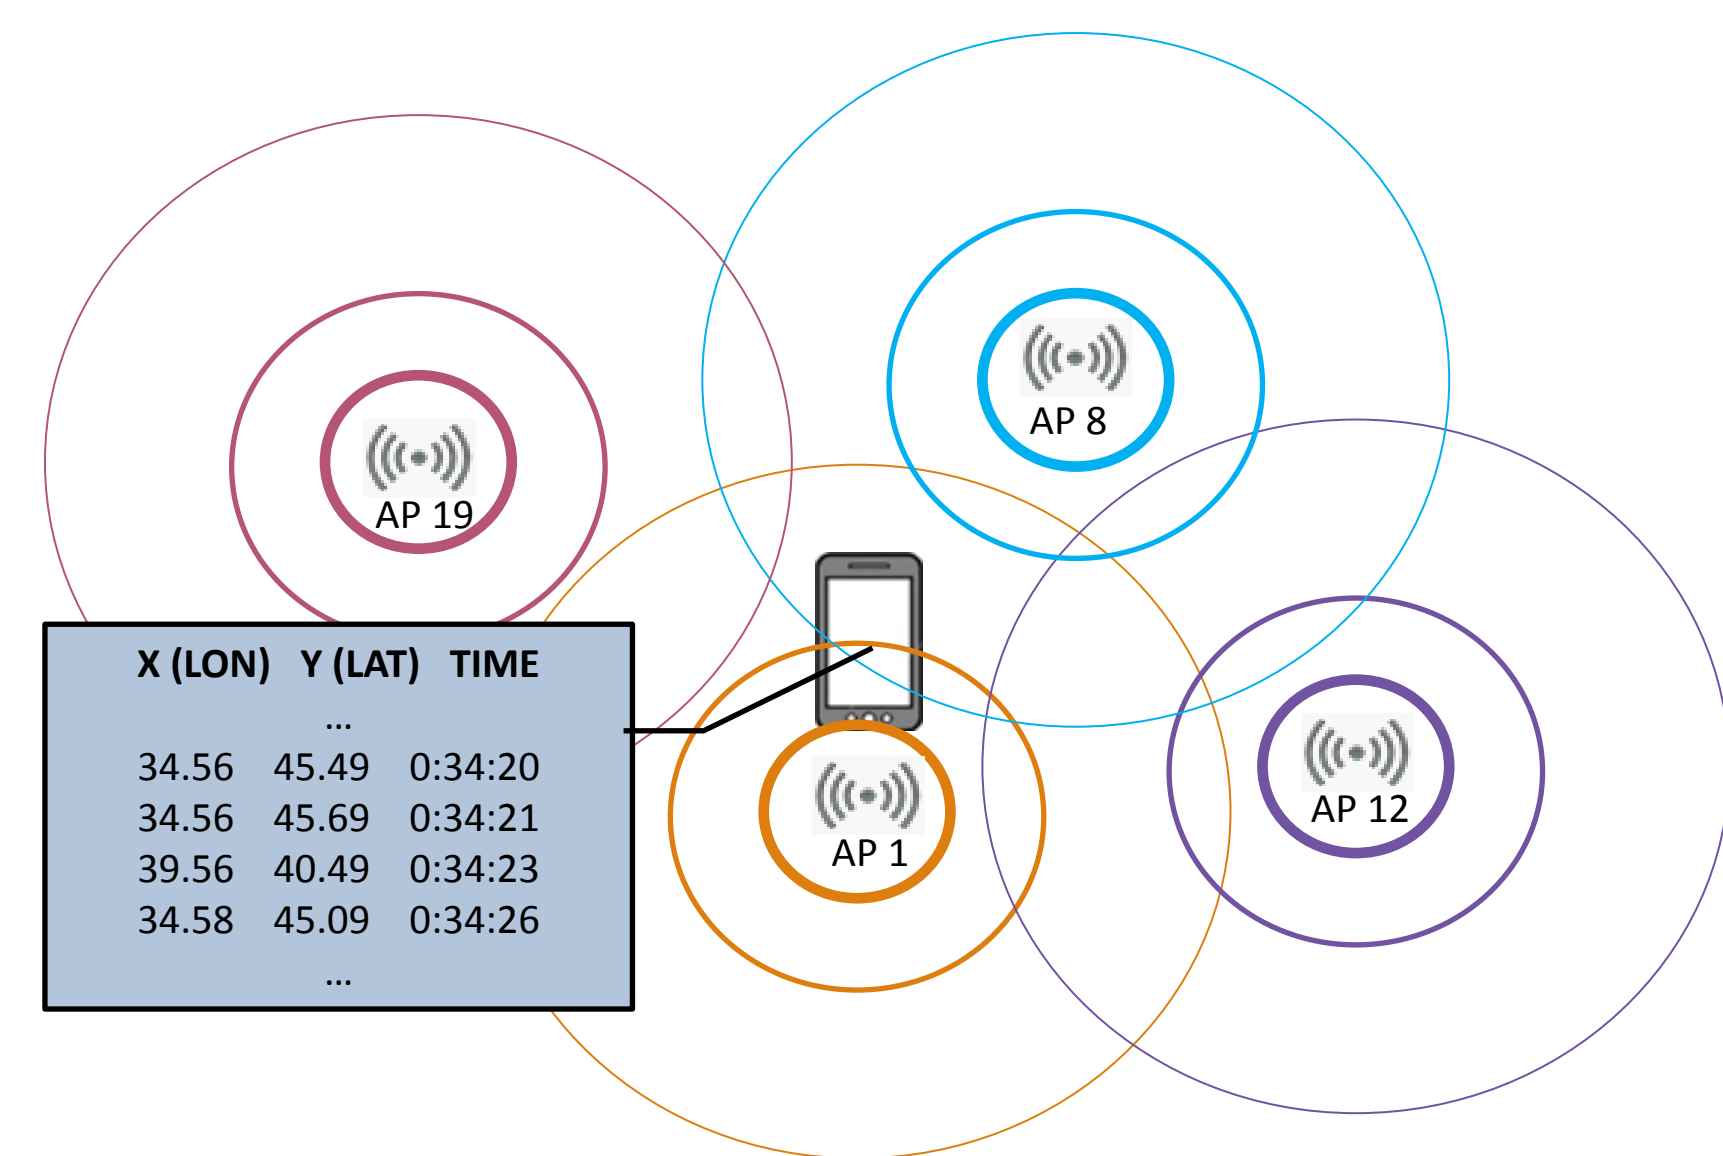 AP 8
AP 19
X (LON) Y (LAT) TIME
...
34.56 45.49 0:34:20
34.56 45.69 0:34:21
39.56 40.49 0:34:23
34.58 45.09 0:34:26
...
AP 12
AP 1